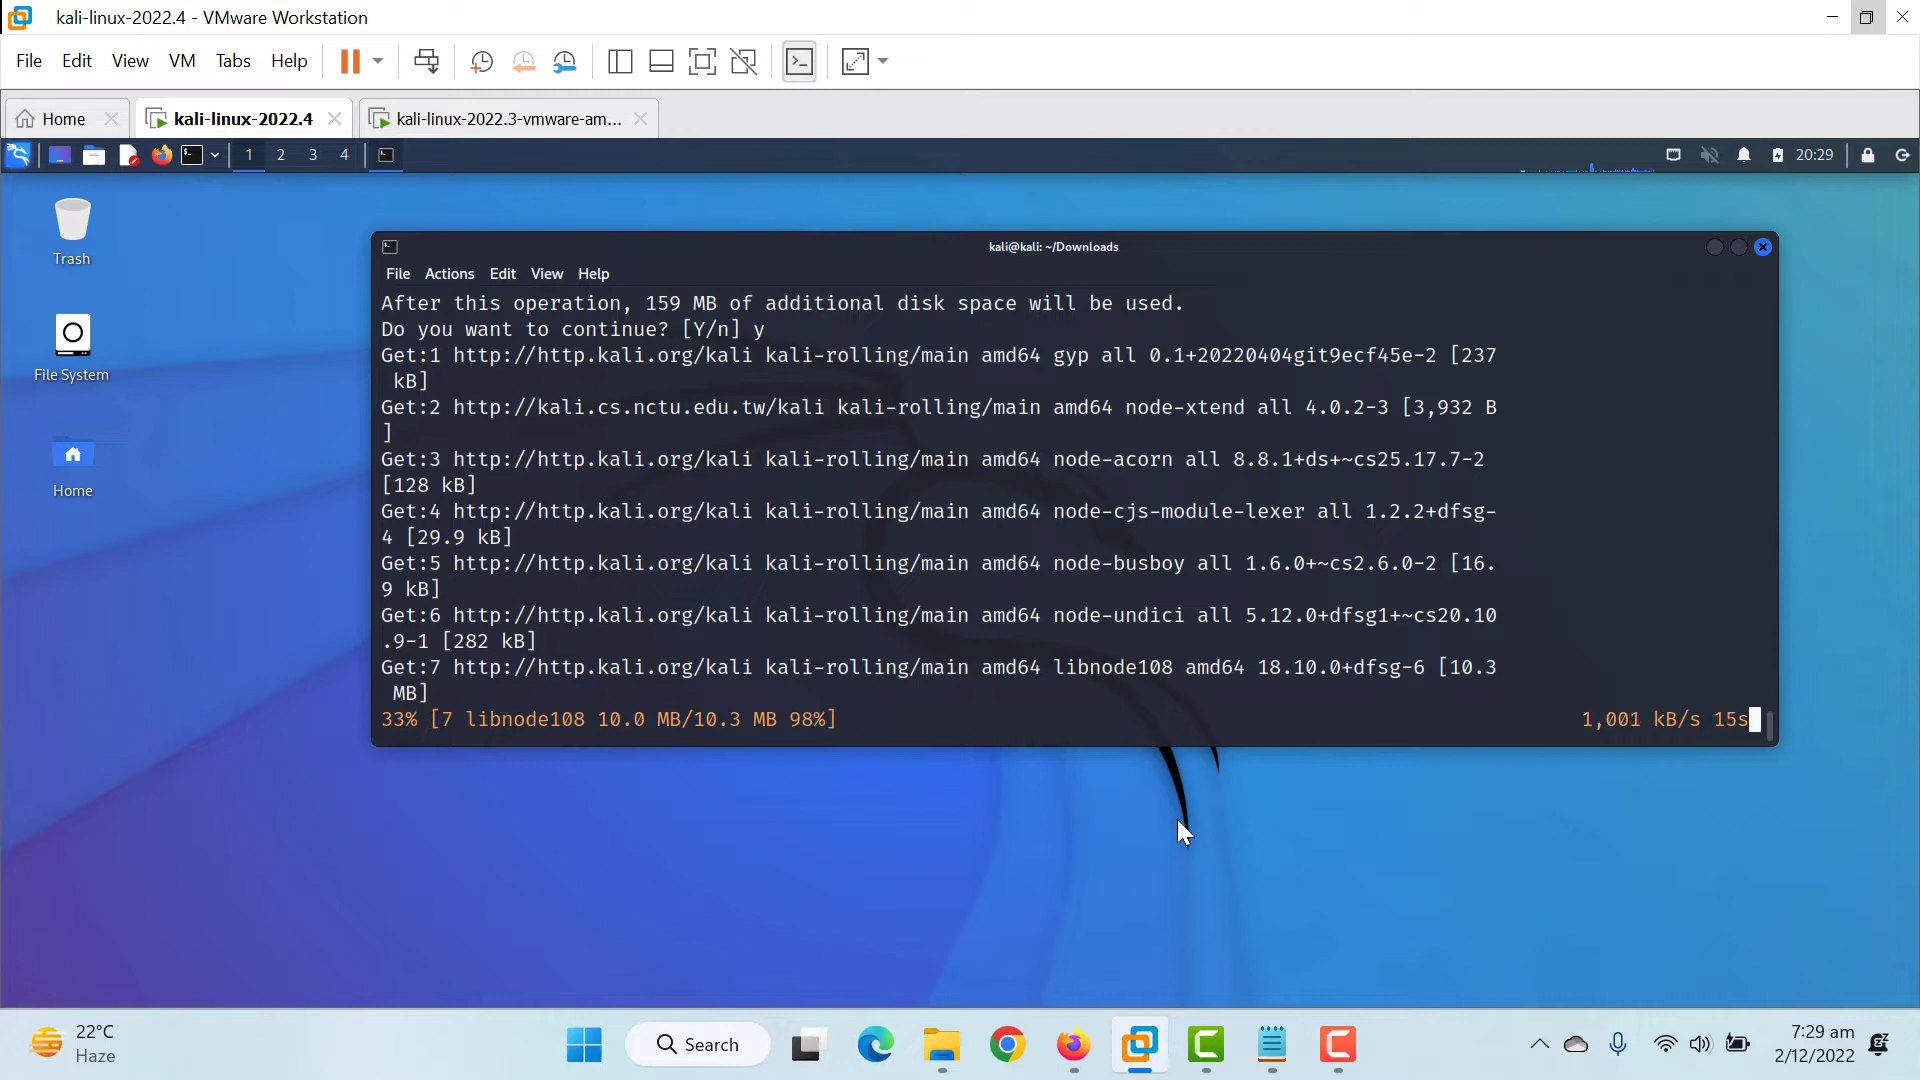 kali-linux-2022.4 - VMware Workstation
File Edit View VM Tabs Help
Home kali-linux-2022.4 kali-linux-2022.3-vmware-am...
1 2 3 4 20:29
Trash
File System
Home
kali@kali: ~/Downloads
File Actions Edit View Help
After this operation, 159 MB of additional disk space will be used.
Do you want to continue? [Y/n] y
Get:1 http://http.kali.org/kali kali-rolling/main amd64 gyp all 0.1+20220404git9ecf45e-2 [237
kB]
Get:2 http://kali.cs.nctu.edu.tw/kali kali-rolling/main amd64 node-xtend all 4.0.2-3 [3,932 B
]
Get:3 http://http.kali.org/kali kali-rolling/main amd64 node-acorn all 8.8.1+ds+~cs25.17.7-2
[128 kB]
Get:4 http://http.kali.org/kali kali-rolling/main amd64 node-cjs-module-lexer all 1.2.2+dfsg-
4 [29.9 kB]
Get:5 http://http.kali.org/kali kali-rolling/main amd64 node-busboy all 1.6.0+~cs2.6.0-2 [16.
9 kB]
Get:6 http://http.kali.org/kali kali-rolling/main amd64 node-undici all 5.12.0+dfsg1+~cs20.10
.9-1 [282 kB]
Get:7 http://http.kali.org/kali kali-rolling/main amd64 libnode108 amd64 18.10.0+dfsg-6 [10.3
MB]
33% [7 libnode108 10.0 MB/10.3 MB 98%] 1,001 kB/s 15s
22°C
Haze
Search
7:29 am
2/12/2022